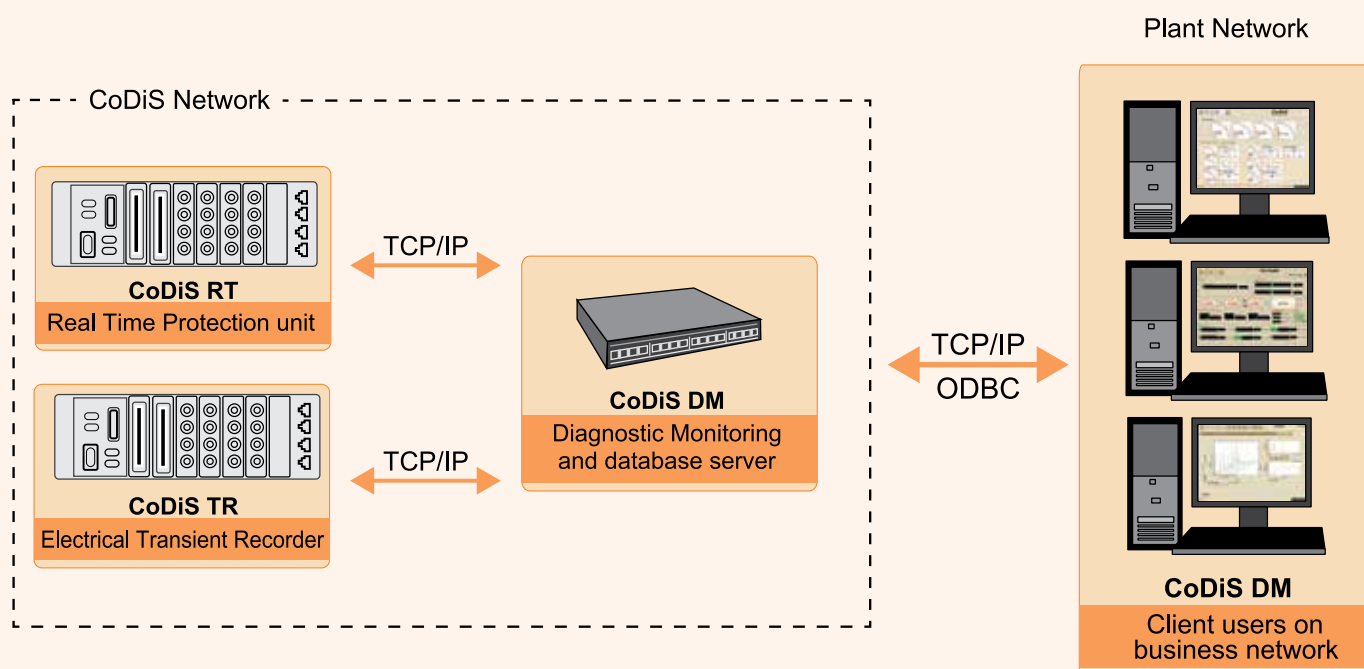 Plant Network
CoDiS Network
CoDiS RT
Real Time Protection unit
TCP/IP
CoDiS TR
Electrical Transient Recorder
TCP/IP
CoDiS DM
Diagnostic Monitoring
and database server
TCP/IP
ODBC
CoDiS DM
Client users on
business network